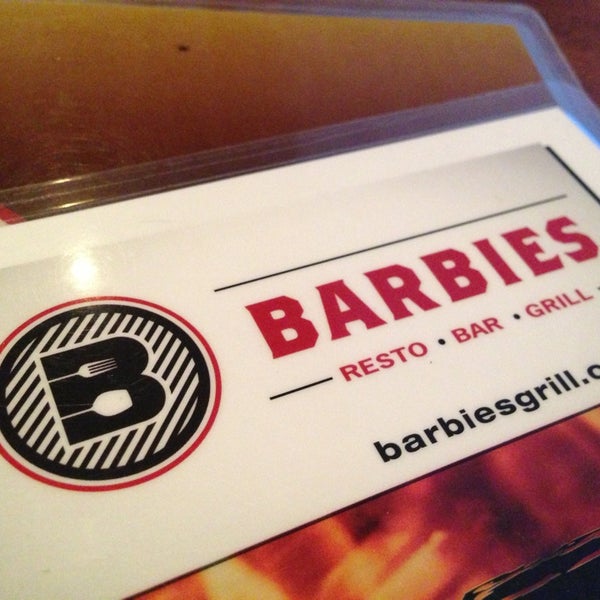 BARBIES
RESTO • BAR • GRILL
barbiesgrill.c
B